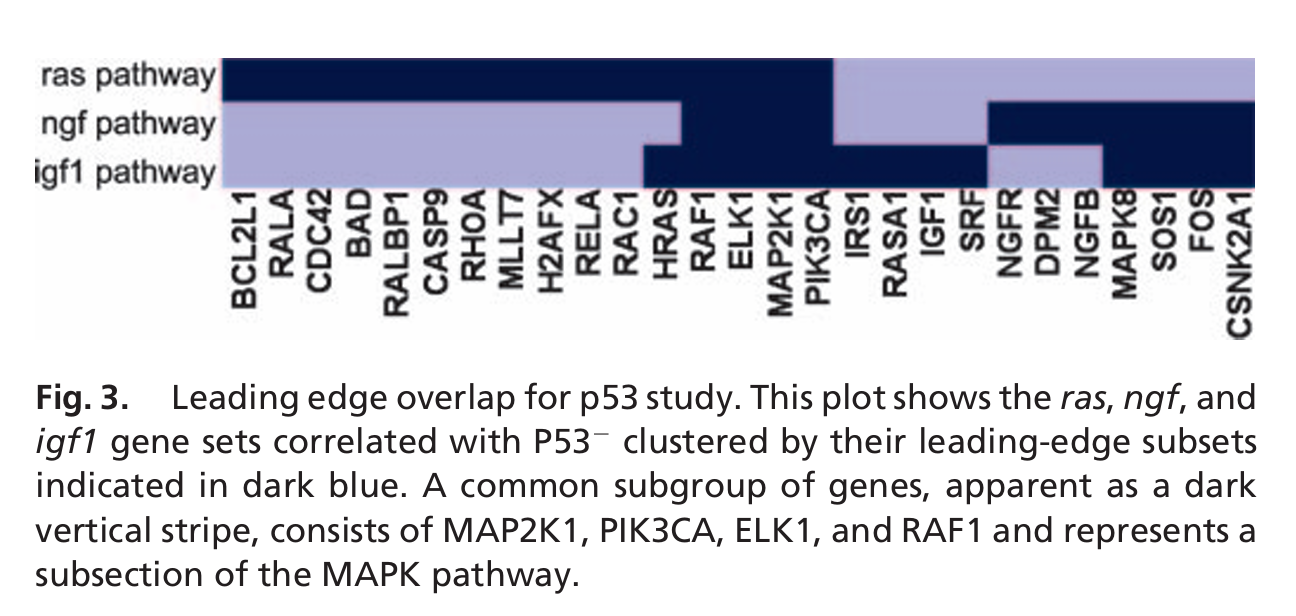 ras pathway
ngf pathway
igf1 pathway
BCL2L1
RALA
CDC42
BAD
RALBP1
CASP9
RHOA
MLLT7
H2AFX
RELA
RAC1
HRAS
RAF1
ELK1
MAP2K1
PIK3CA
IRS1
RASA1
IGF1
SRF
NGFR
DPM2
NGFB
MAPK8
SOS1
FOS
CSNK2A1
Fig. 3. Leading edge overlap for p53 study. This plot shows the ras, ngf, and
igf1 gene sets correlated with P53⁻ clustered by their leading-edge subsets
indicated in dark blue. A common subgroup of genes, apparent as a dark
vertical stripe, consists of MAP2K1, PIK3CA, ELK1, and RAF1 and represents a
subsection of the MAPK pathway.